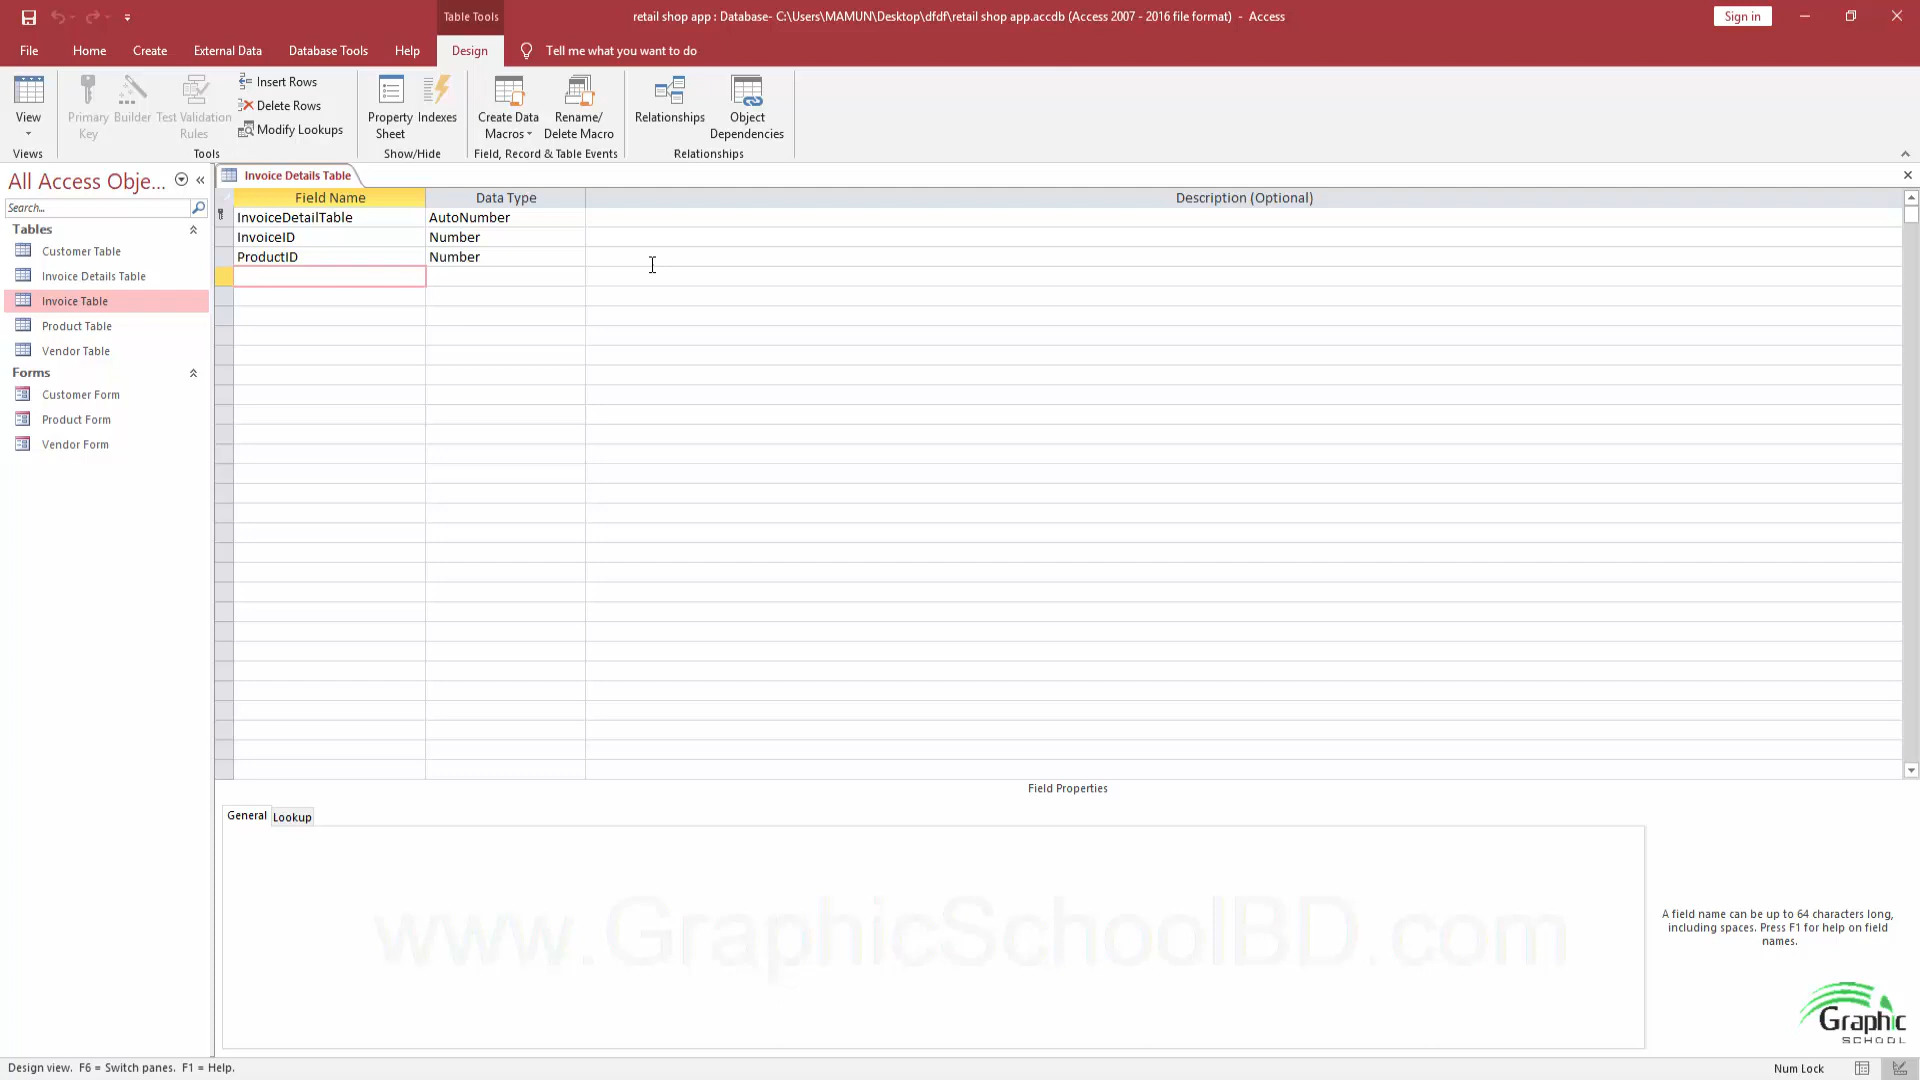 Table Tools
retail shop app : Database- C:\Users\MAMUN\Desktop\dfdf\retail shop app.accdb (Access 2007 - 2016 file format)  -  Access
Sign in
File
Home
Create
External Data
Database Tools
Help
Design
Tell me what you want to do
View
Primary Key
Builder
Test Validation Rules
Insert Rows
Delete Rows
Modify Lookups
Property Sheet
Indexes
Create Data Macros
Rename/ Delete Macro
Relationships
Object Dependencies
Views
Tools
Show/Hide
Field, Record & Table Events
Relationships
All Access Obje...
Search...
Tables
Customer Table
Invoice Details Table
Invoice Table
Product Table
Vendor Table
Forms
Customer Form
Product Form
Vendor Form
Invoice Details Table
Field Name
Data Type
Description (Optional)
InvoiceDetailTable
AutoNumber
InvoiceID
Number
ProductID
Number
Field Properties
General
Lookup
www.GraphicSchoolBD.com
A field name can be up to 64 characters long,
including spaces. Press F1 for help on field
names.
Graphic
SCHOOL
Design view.  F6 = Switch panes.  F1 = Help.
Num Lock